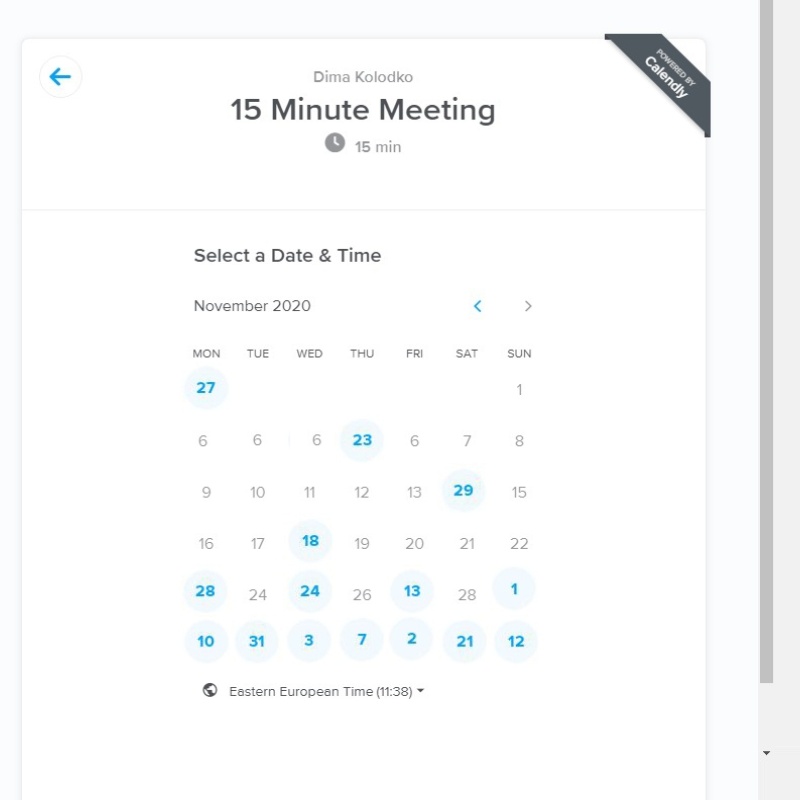 POWERED BY
Calendly
Dima Kolodko
15 Minute Meeting
15 min
Select a Date & Time
November 2020
MON TUE WED THU FRI SAT SUN
27 1
6 6 6 23 6 7 8
9 10 11 12 13 29 15
16 17 18 19 20 21 22
28 24 24 26 13 28 1
10 31 3 7 2 21 12
Eastern European Time (11:38)